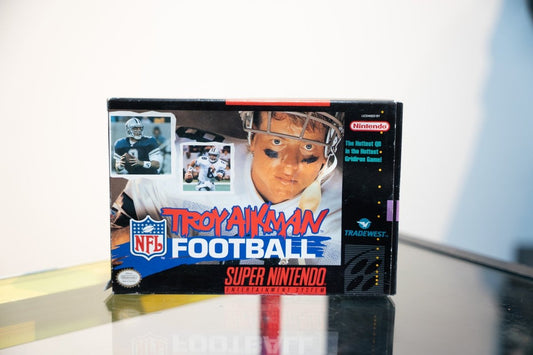 LICENSED BY
Nintendo
The Hottest QB
in the Hottest
Gridiron Game!
TROY AIKMAN
NFL
FOOTBALL
TRADEWEST
SUPER NINTENDO
ENTERTAINMENT SYSTEM